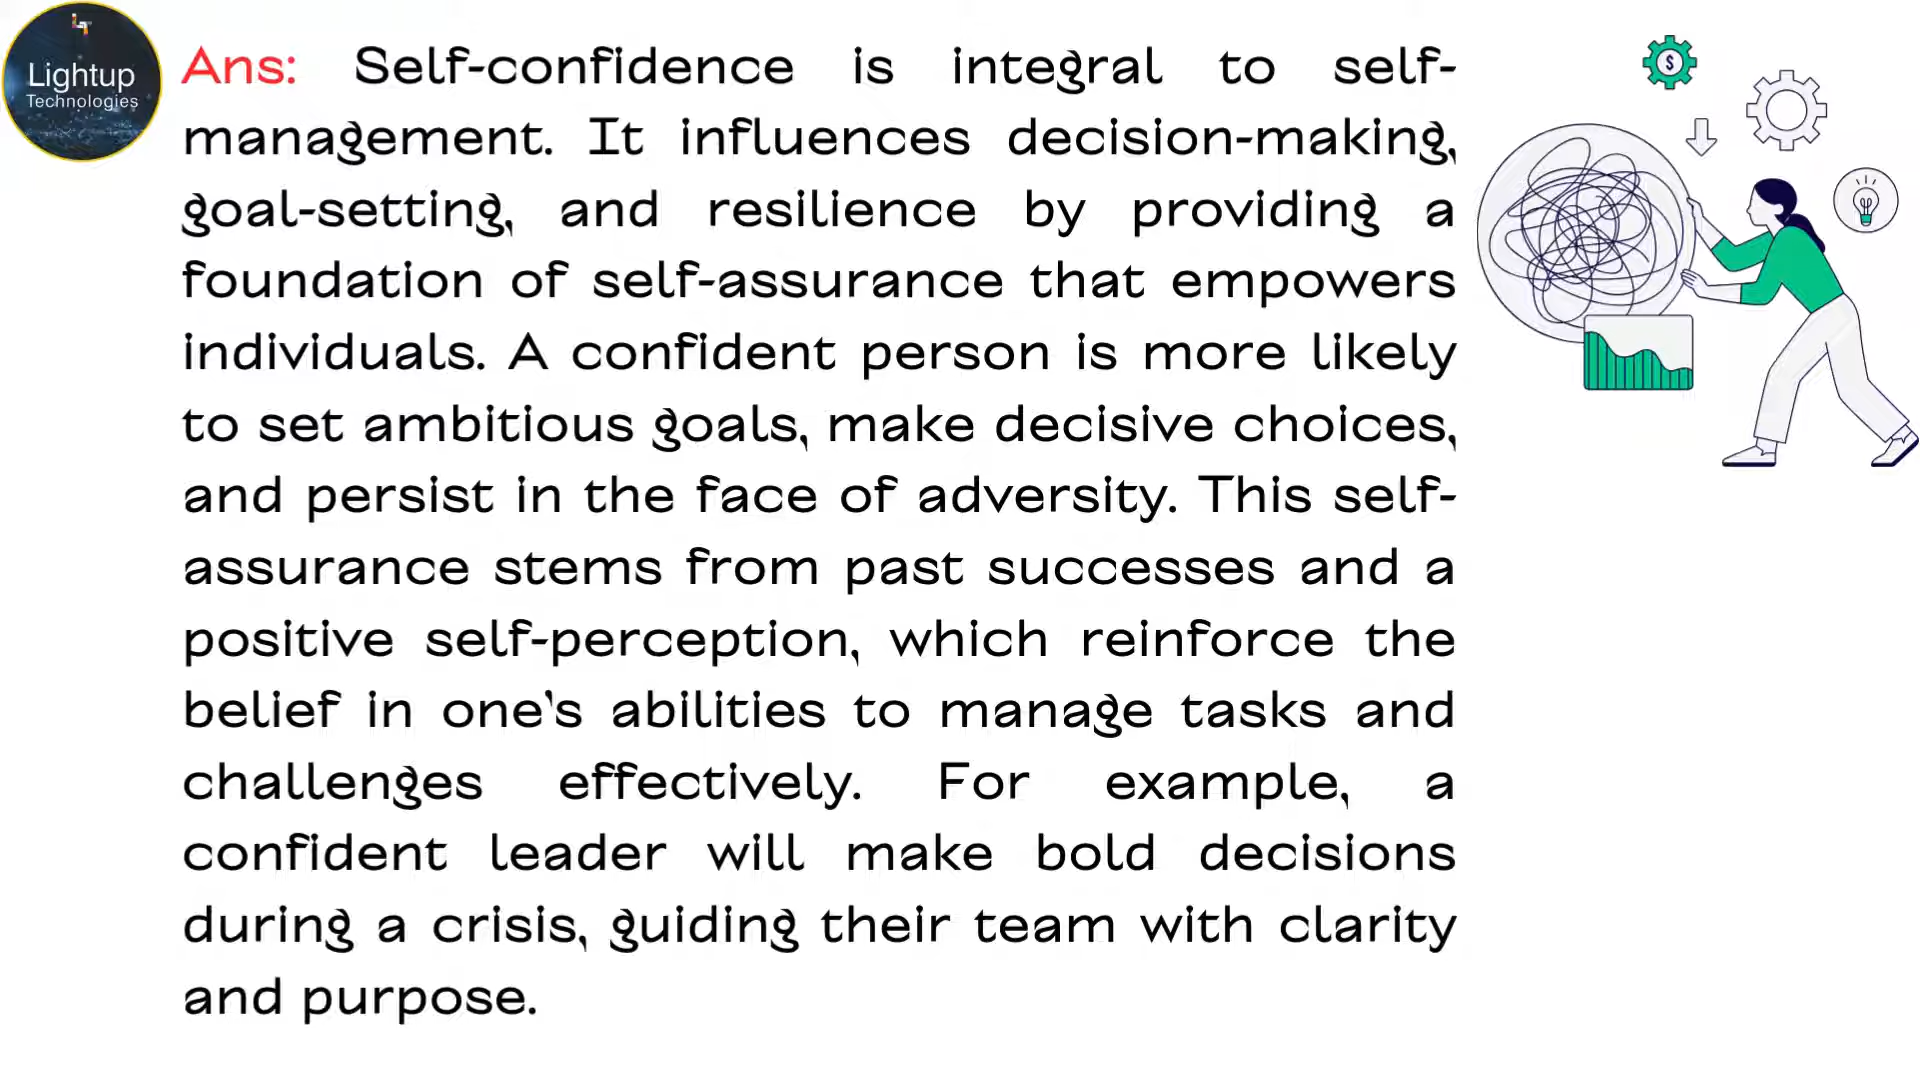 Lightup
Technologies
Ans: Self-confidence is integral to self-
management. It influences decision-making,
goal-setting, and resilience by providing a
foundation of self-assurance that empowers
individuals. A confident person is more likely
to set ambitious goals, make decisive choices,
and persist in the face of adversity. This self-
assurance stems from past successes and a
positive self-perception, which reinforce the
belief in one's abilities to manage tasks and
challenges effectively. For example, a
confident leader will make bold decisions
during a crisis, guiding their team with clarity
and purpose.
$